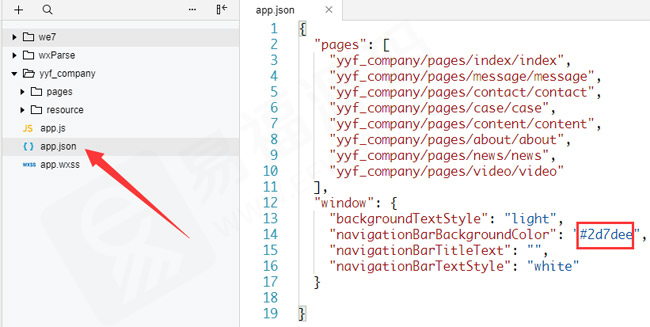 app.json
we7
wxParse
yyf_company
pages
resource
JS app.js
{ } app.json
wxss app.wxss
1 {
2 "pages": [
3 "yyf_company/pages/index/index",
4 "yyf_company/pages/message/message",
5 "yyf_company/pages/contact/contact",
6 "yyf_company/pages/case/case",
7 "yyf_company/pages/content/content",
8 "yyf_company/pages/about/about",
9 "yyf_company/pages/news/news",
10 "yyf_company/pages/video/video"
11 ],
12 "window": {
13 "backgroundTextStyle": "light",
14 "navigationBarBackgroundColor": "#2d7dee",
15 "navigationBarTitleText": "",
16 "navigationBarTextStyle": "white"
17 }
18
19 }